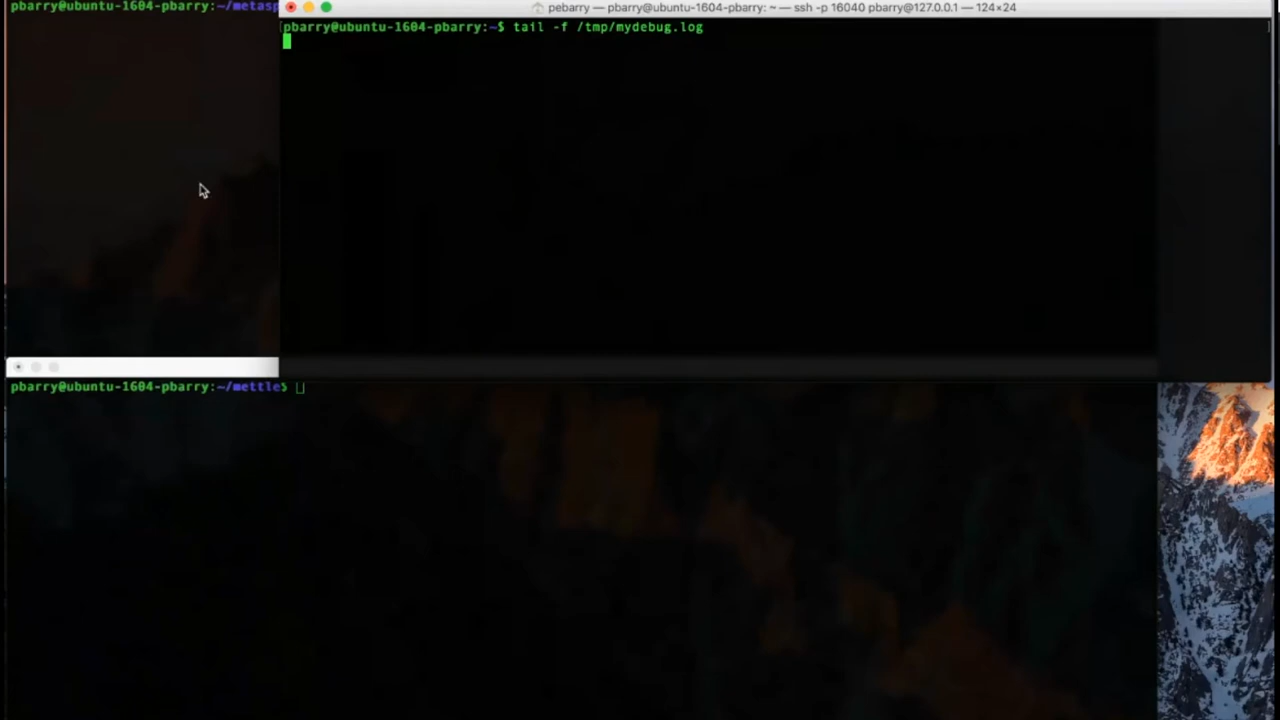 pbarry@ubuntu-1604-pbarry:~/metasp
pebarry — pbarry@ubuntu-1604-pbarry: ~ — ssh -p 16040 pbarry@127.0.0.1 — 124×24
[pbarry@ubuntu-1604-pbarry:~$ tail -f /tmp/mydebug.log ]
pbarry@ubuntu-1604-pbarry:~/mettle$